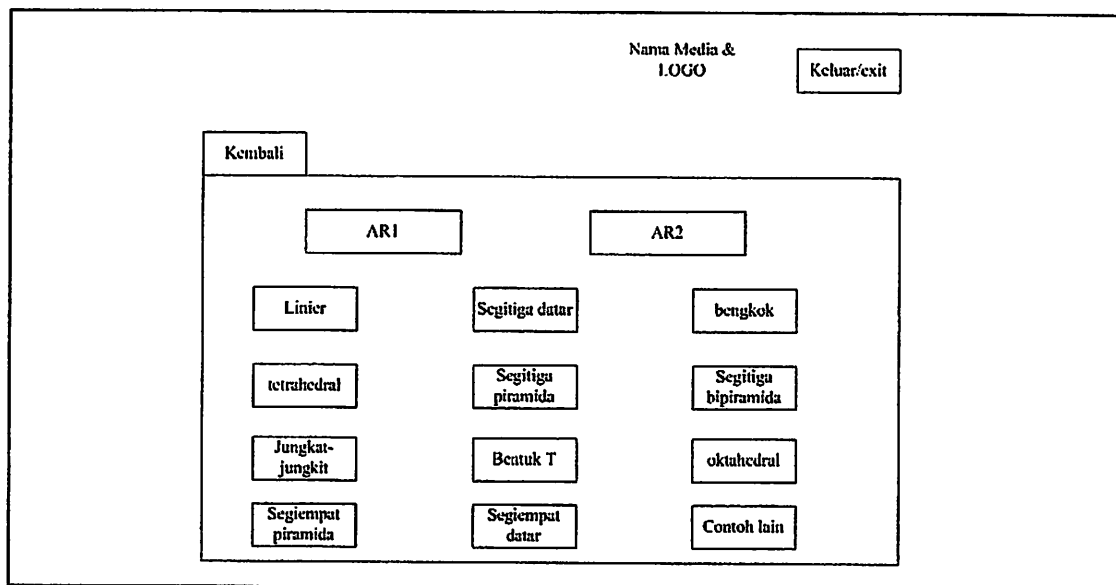 Nama Media &
LOGO
Keluar/exit
Kembali
AR1
AR2
Linier
Segitiga datar
bengkok
tetrahedral
Segitiga
piramida
Segitiga
bipiramida
Jungkat-
jungkit
Bentuk T
oktahedral
Segiempat
piramida
Segiempat
datar
Contoh lain